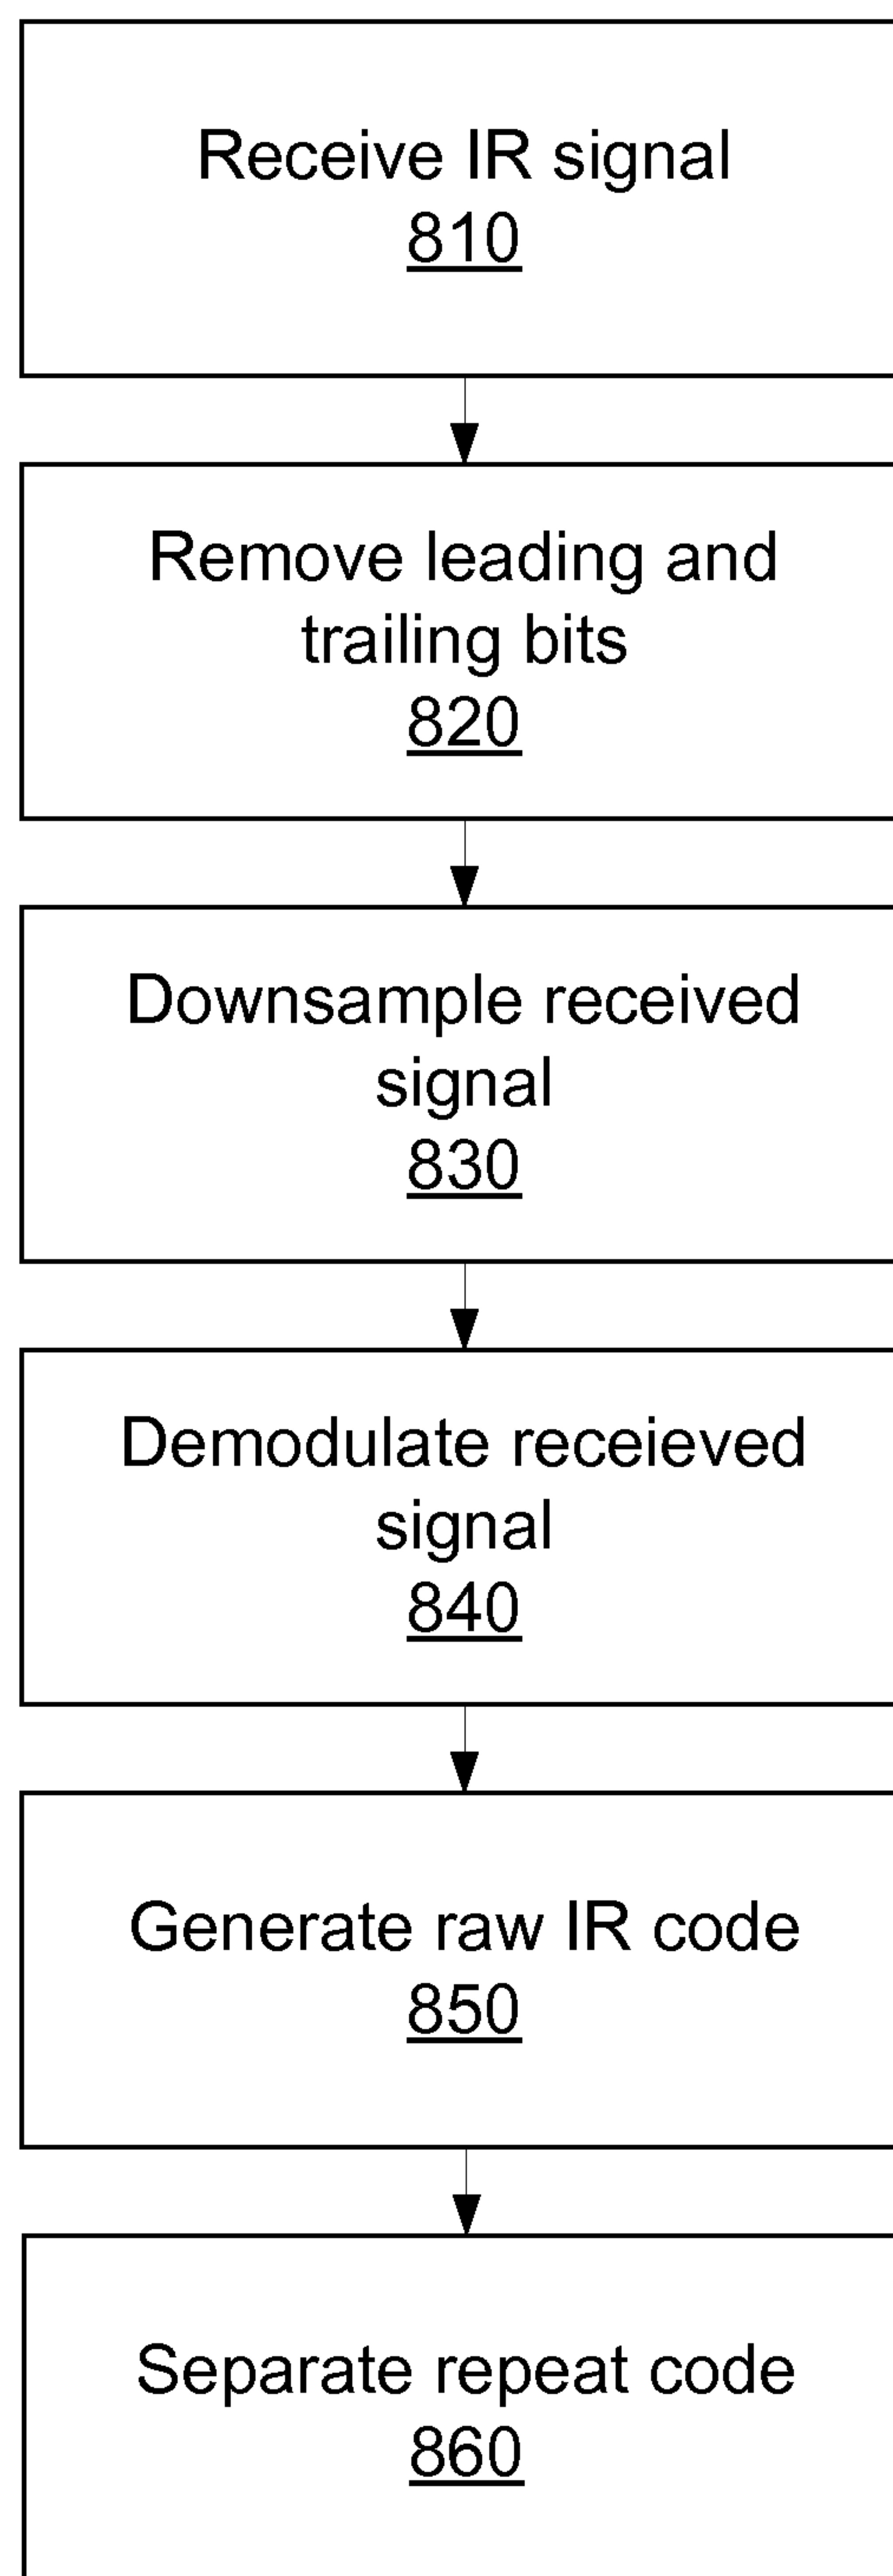 Receive IR signal
810
Remove leading and
trailing bits
820
Downsample received
signal
830
Demodulate receieved
signal
840
Generate raw IR code
850
Separate repeat code
860